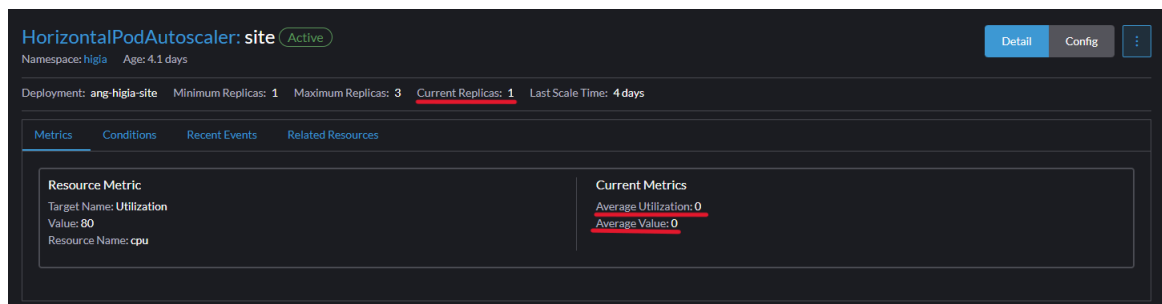 HorizontalPodAutoscaler: site Active
Detail Config
Namespace: higia Age: 4.1 days
Deployment: ang-higia-site Minimum Replicas: 1 Maximum Replicas: 3 Current Replicas: 1 Last Scale Time: 4 days
Metrics Conditions Recent Events Related Resources
Resource Metric
Target Name: Utilization
Value: 80
Resource Name: cpu
Current Metrics
Average Utilization: 0
Average Value: 0